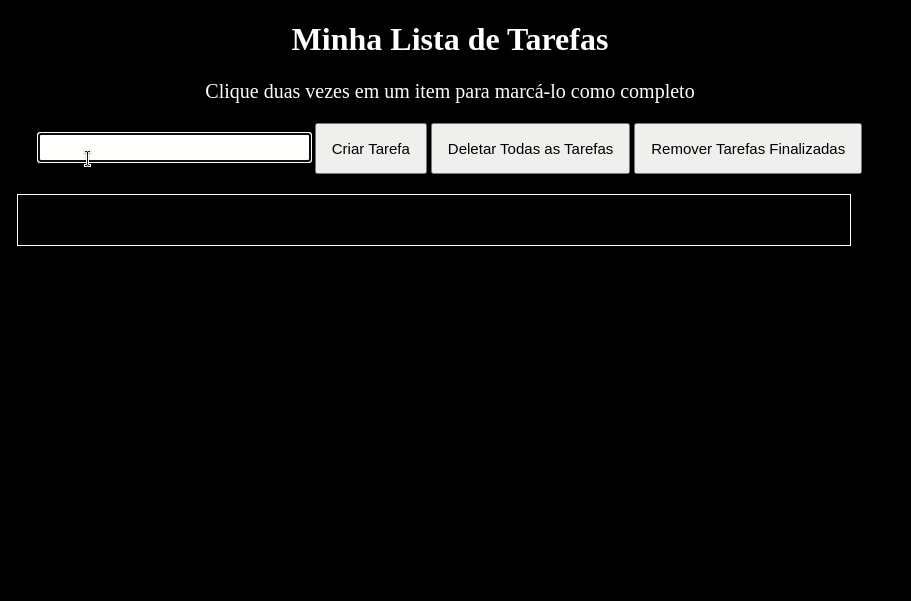 Minha Lista de Tarefas
Clique duas vezes em um item para marcá-lo como completo
Criar Tarefa Deletar Todas as Tarefas Remover Tarefas Finalizadas